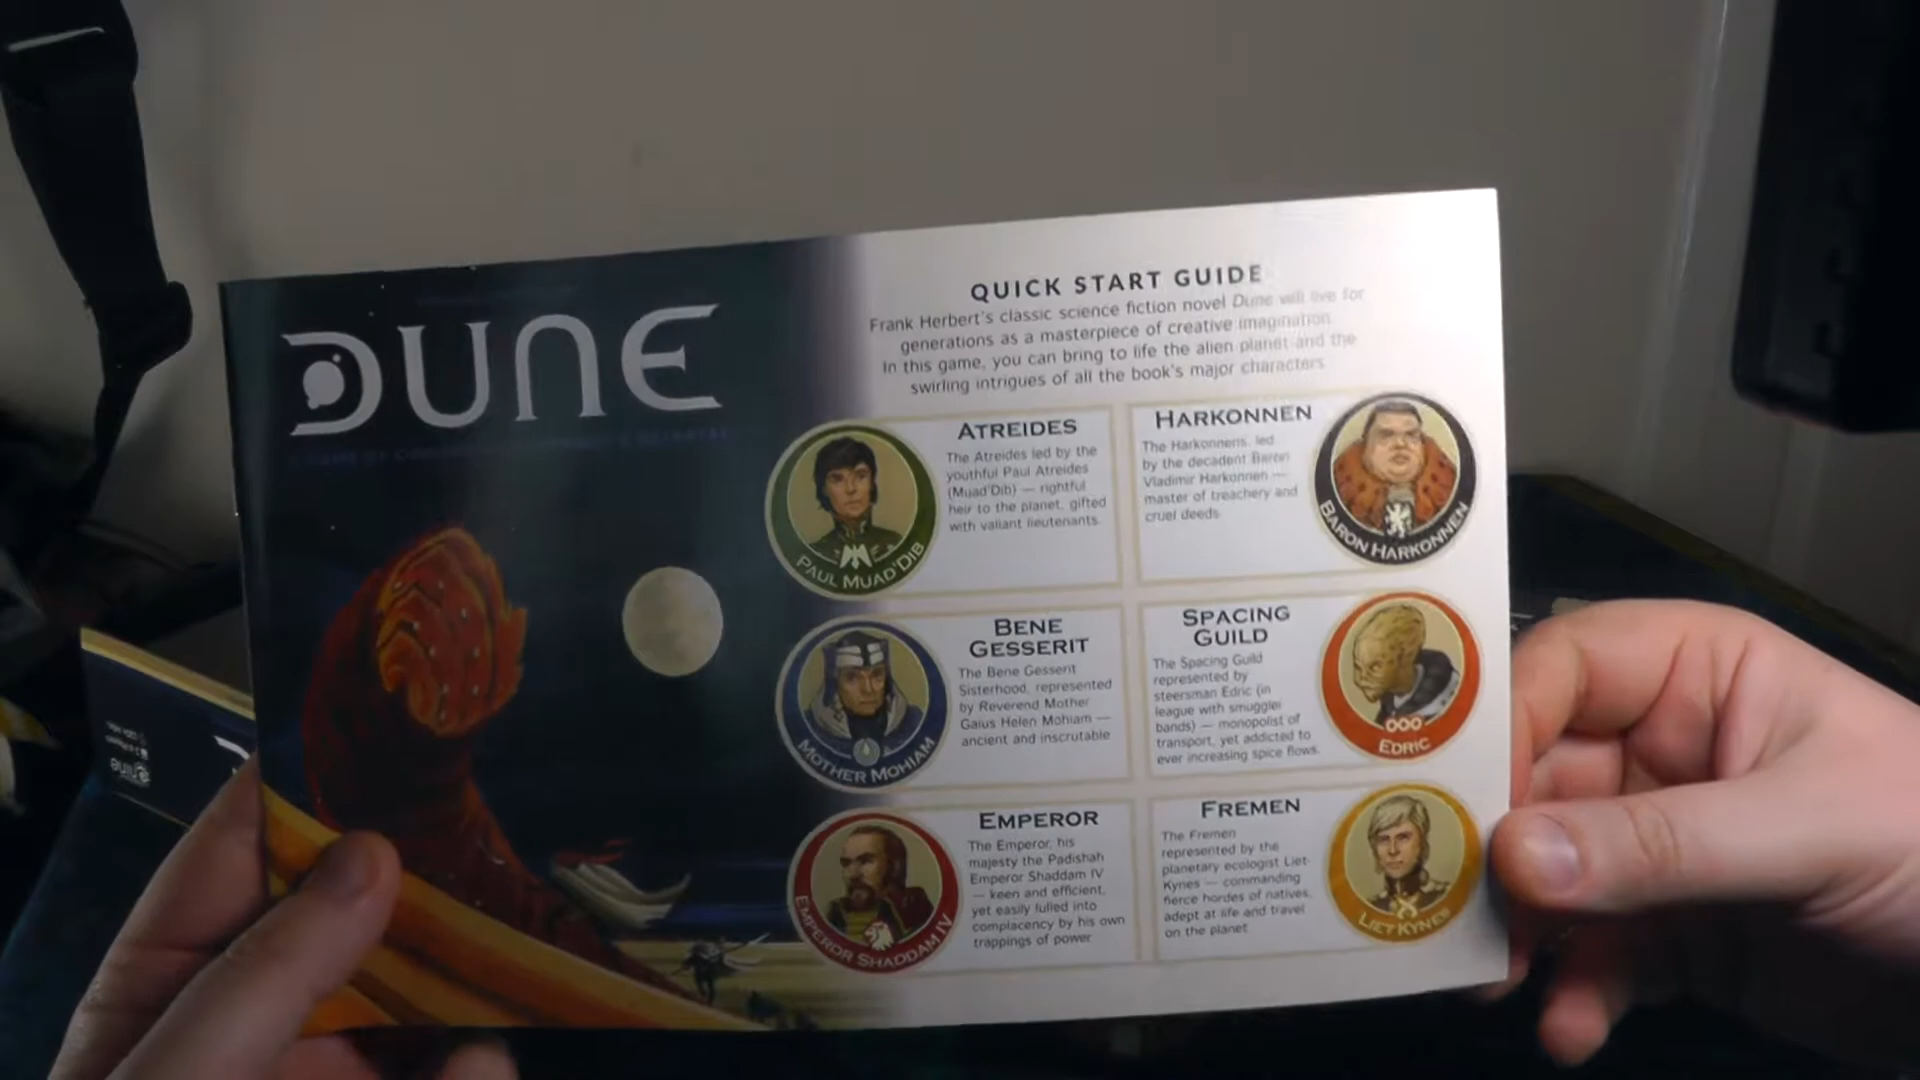 DUNE
QUICK START GUIDE
Frank Herbert's classic science fiction novel Dune will live for
generations as a masterpiece of creative imagination.
In this game, you can bring to life the alien planet and the
swirling intrigues of all the book's major characters.
ATREIDES
The Atreides led by the
youthful Paul Atreides
(Muad'Dib) — rightful
heir to the planet, gifted
with valiant lieutenants.
PAUL MUAD'DIB
HARKONNEN
The Harkonnens, led
by the decadent Baron
Vladimir Harkonnen —
master of treachery and
cruel deeds.
BARON HARKONNEN
BENE
GESSERIT
The Bene Gesserit
Sisterhood, represented
by Reverend Mother
Gaius Helen Mohiam —
ancient and inscrutable
MOTHER MOHIAM
SPACING
GUILD
The Spacing Guild
represented by
steersman Edric (in
league with smuggler
bands) — monopolist of
transport, yet addicted to
ever increasing spice flows.
EDRIC
EMPEROR
The Emperor, his
majesty the Padishah
Emperor Shaddam IV
— keen and efficient,
yet easily lulled into
complacency by his own
trappings of power
EMPEROR SHADDAM IV
FREMEN
The Fremen
represented by the
planetary ecologist Liet-
Kynes — commanding
fierce hordes of natives,
adept at life and travel
on the planet
LIET KYNES